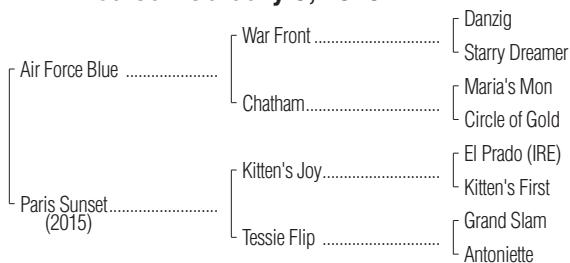 Danzig
War Front ........................................
Starry Dreamer
Air Force Blue .............................
Maria's Mon
Chatham...........................................
Circle of Gold
El Prado (IRE)
Kitten's Joy......................................
Kitten's First
Paris Sunset..................................
(2015)
Grand Slam
Tessie Flip .......................................
Antoniette